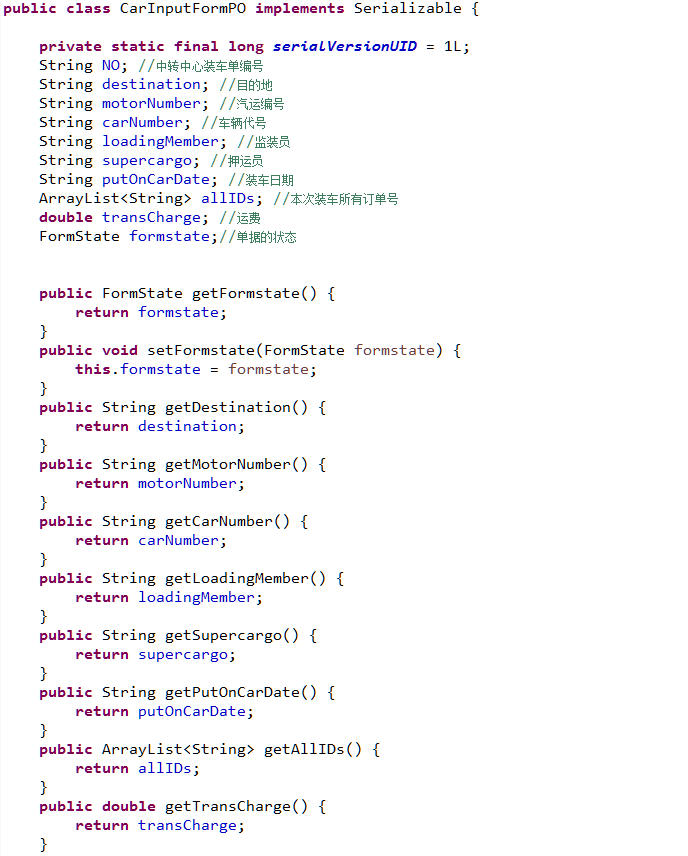 public class CarInputFormPO implements Serializable {
private static final long serialVersionUID = 1L;
String NO; //中转中心装车单编号
String destination; //目的地
String motorNumber; //汽运编号
String carNumber; //车辆代号
String loadingMember; //监装员
String supercargo; //押运员
String putOnCarDate; //装车日期
ArrayList<String> allIDs; //本次装车所有订单号
double transCharge; //运费
FormState formstate;//单据的状态
public FormState getFormstate() {
return formstate;
}
public void setFormstate(FormState formstate) {
this.formstate = formstate;
}
public String getDestination() {
return destination;
}
public String getMotorNumber() {
return motorNumber;
}
public String getCarNumber() {
return carNumber;
}
public String getLoadingMember() {
return loadingMember;
}
public String getSupercargo() {
return supercargo;
}
public String getPutOnCarDate() {
return putOnCarDate;
}
public ArrayList<String> getAllIDs() {
return allIDs;
}
public double getTransCharge() {
return transCharge;
}